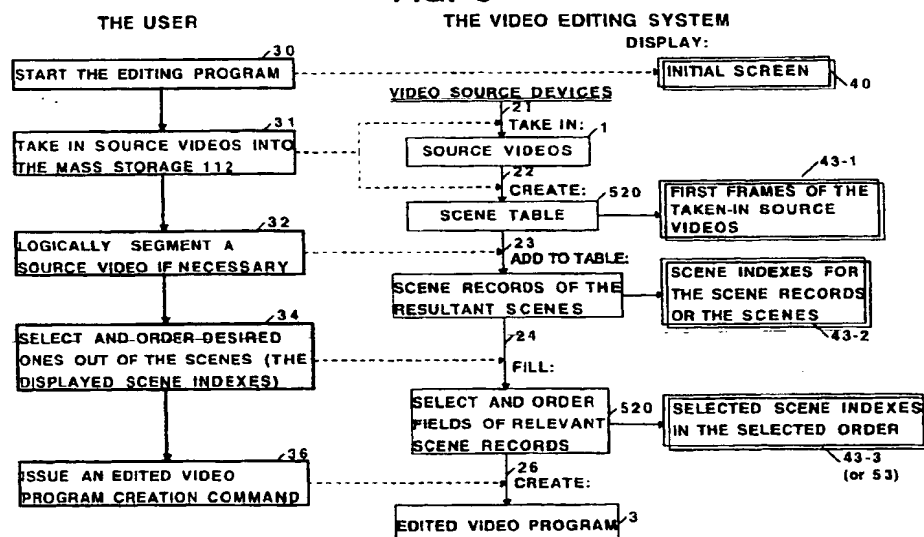 THE USER
THE VIDEO EDITING SYSTEM
DISPLAY:
30
START THE EDITING PROGRAM
INITIAL SCREEN
40
VIDEO SOURCE DEVICES
21
TAKE IN:
1
31
TAKE IN SOURCE VIDEOS INTO
THE MASS STORAGE 112
SOURCE VIDEOS
22
CREATE:
520
SCENE TABLE
43-1
FIRST FRAMES OF THE
TAKEN-IN SOURCE
VIDEOS
32
LOGICALLY SEGMENT A
SOURCE VIDEO IF NECESSARY
23
ADD TO TABLE:
SCENE RECORDS OF THE
RESULTANT SCENES
SCENE INDEXES FOR
THE SCENE RECORDS
OR THE SCENES
43-2
34
SELECT AND ORDER DESIRED
ONES OUT OF THE SCENES (THE
DISPLAYED SCENE INDEXES)
24
FILL:
SELECT AND ORDER
FIELDS OF RELEVANT
SCENE RECORDS
520
SELECTED SCENE INDEXES
IN THE SELECTED ORDER
43-3
(or 53)
36
ISSUE AN EDITED VIDEO
PROGRAM CREATION COMMAND
26
CREATE:
EDITED VIDEO PROGRAM
3